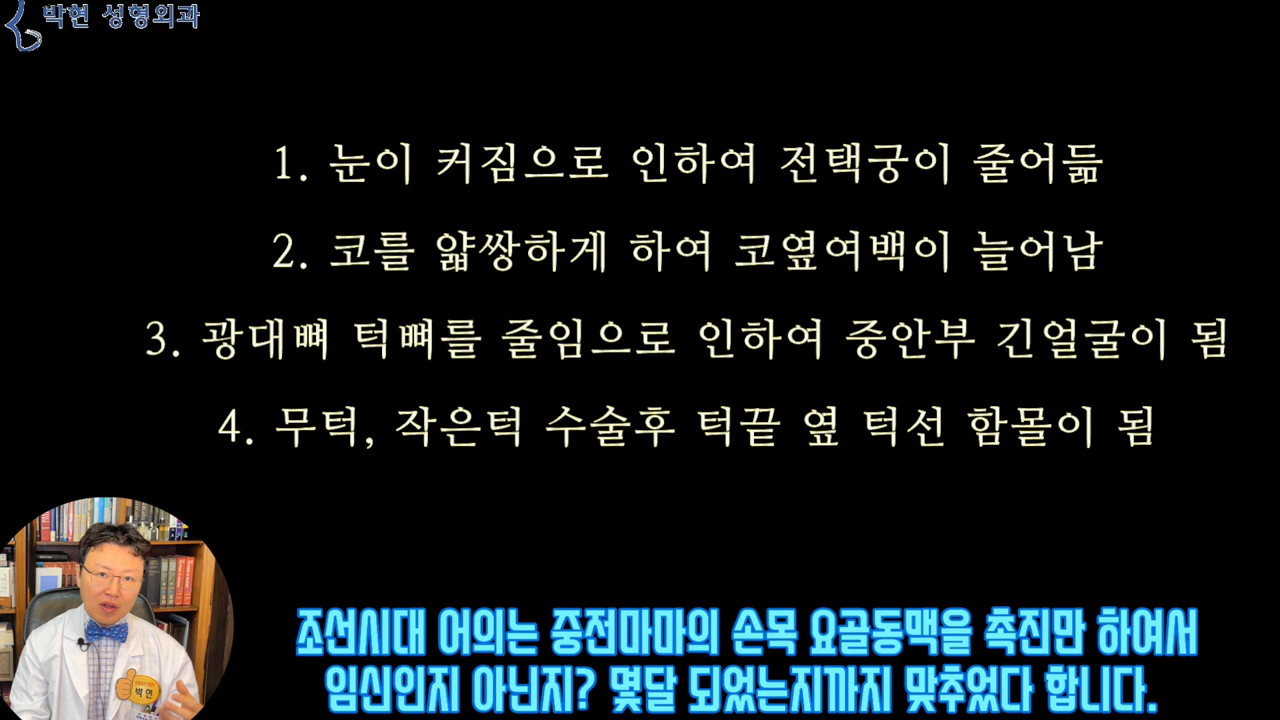 박현 성형외과
1. 눈이 커짐으로 인하여 전택궁이 줄어듦
2. 코를 얇쌍하게 하여 코옆여백이 늘어남
3. 광대뼈 턱뼈를 줄임으로 인하여 중안부 긴얼굴이 됨
4. 무턱, 작은턱 수술후 턱끝 옆 턱선 함몰이 됨
박현
조선시대 어의는 중전마마의 손목 요골동맥을 촉진만 하여서
임신인지 아닌지? 몇달 되었는지까지 맞추었다 합니다.